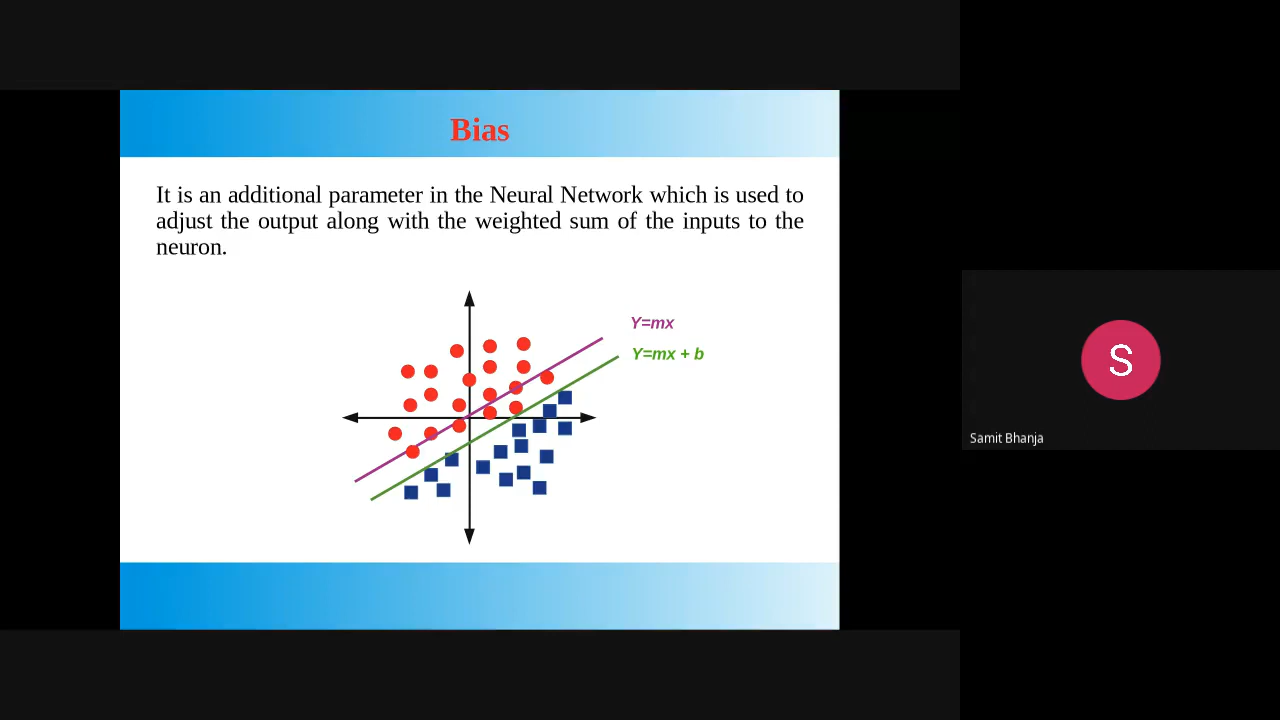 Bias
It is an additional parameter in the Neural Network which is used to
adjust the output along with the weighted sum of the inputs to the
neuron.
Y=mx
Y=mx + b
S
Samit Bhanja